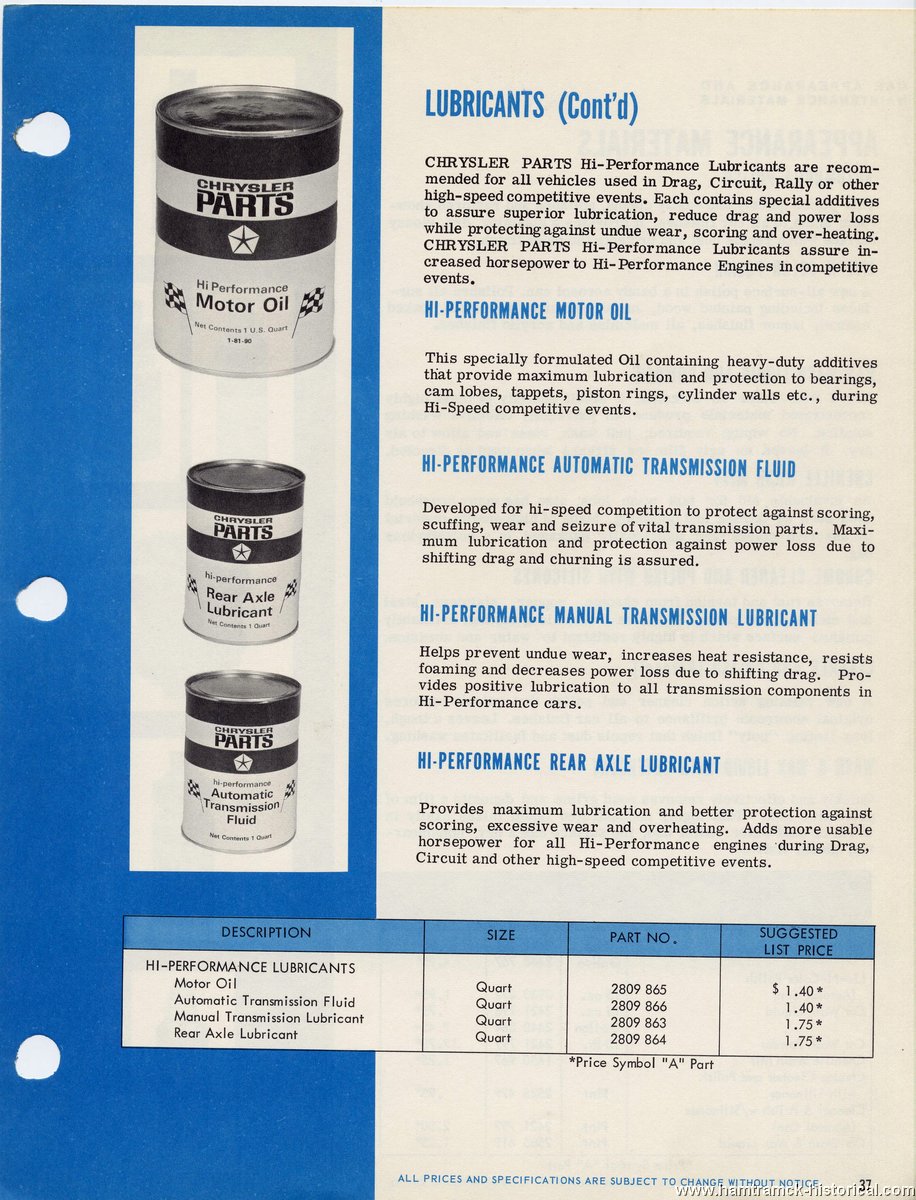 LUBRICANTS (Cont'd)
CHRYSLER PARTS Hi-Performance Lubricants are recom-
mended for all vehicles used in Drag, Circuit, Rally or other
high-speed competitive events. Each contains special additives
to assure superior lubrication, reduce drag and power loss
while protecting against undue wear, scoring and over-heating.
CHRYSLER PARTS Hi-Performance Lubricants assure in-
creased horsepower to Hi-Performance Engines in competitive
events.
HI-PERFORMANCE MOTOR OIL
This specially formulated Oil containing heavy-duty additives
that provide maximum lubrication and protection to bearings,
cam lobes, tappets, piston rings, cylinder walls etc., during
Hi-Speed competitive events.
HI-PERFORMANCE AUTOMATIC TRANSMISSION FLUID
Developed for hi-speed competition to protect against scoring,
scuffing, wear and seizure of vital transmission parts. Maxi-
mum lubrication and protection against power loss due to
shifting drag and churning is assured.
HI-PERFORMANCE MANUAL TRANSMISSION LUBRICANT
Helps prevent undue wear, increases heat resistance, resists
foaming and decreases power loss due to shifting drag. Pro-
vides positive lubrication to all transmission components in
Hi-Performance cars.
HI-PERFORMANCE REAR AXLE LUBRICANT
Provides maximum lubrication and better protection against
scoring, excessive wear and overheating. Adds more usable
horsepower for all Hi-Performance engines during Drag,
Circuit and other high-speed competitive events.
CHRYSLER
PARTS
Hi Performance
Motor Oil
Net Contents 1 U.S. Quart
1-81-90
CHRYSLER
PARTS
hi-performance
Rear Axle
Lubricant
Net Contents 1 Quart
CHRYSLER
PARTS
hi-performance
Automatic
Transmission
Fluid
Net Contents 1 Quart
DESCRIPTION SIZE PART NO. SUGGESTED
LIST PRICE
HI-PERFORMANCE LUBRICANTS
Motor Oil Quart 2809 865 $ 1.40*
Automatic Transmission Fluid Quart 2809 866 1.40*
Manual Transmission Lubricant Quart 2809 863 1.75*
Rear Axle Lubricant Quart 2809 864 1.75*
*Price Symbol "A" Part
ALL PRICES AND SPECIFICATIONS ARE SUBJECT TO CHANGE WITHOUT NOTICE 37
www.hamtramck-historical.com